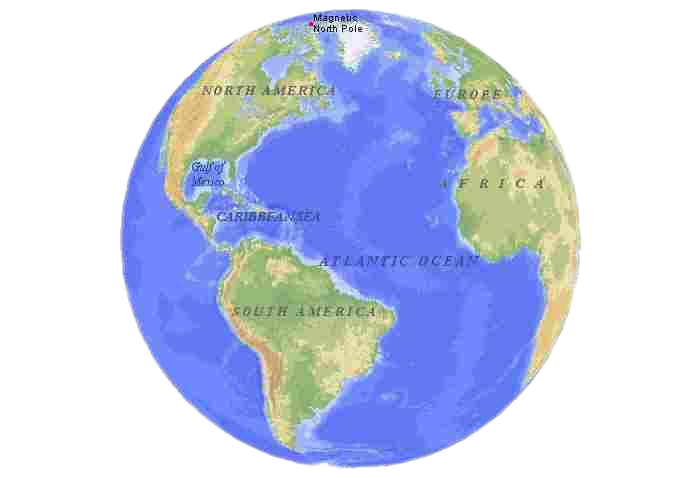 Magnetic
North Pole
NORTH AMERICA
EUROPE
Gulf of
Mexico
AFRICA
CARIBBEAN SEA
ATLANTIC OCEAN
SOUTH AMERICA